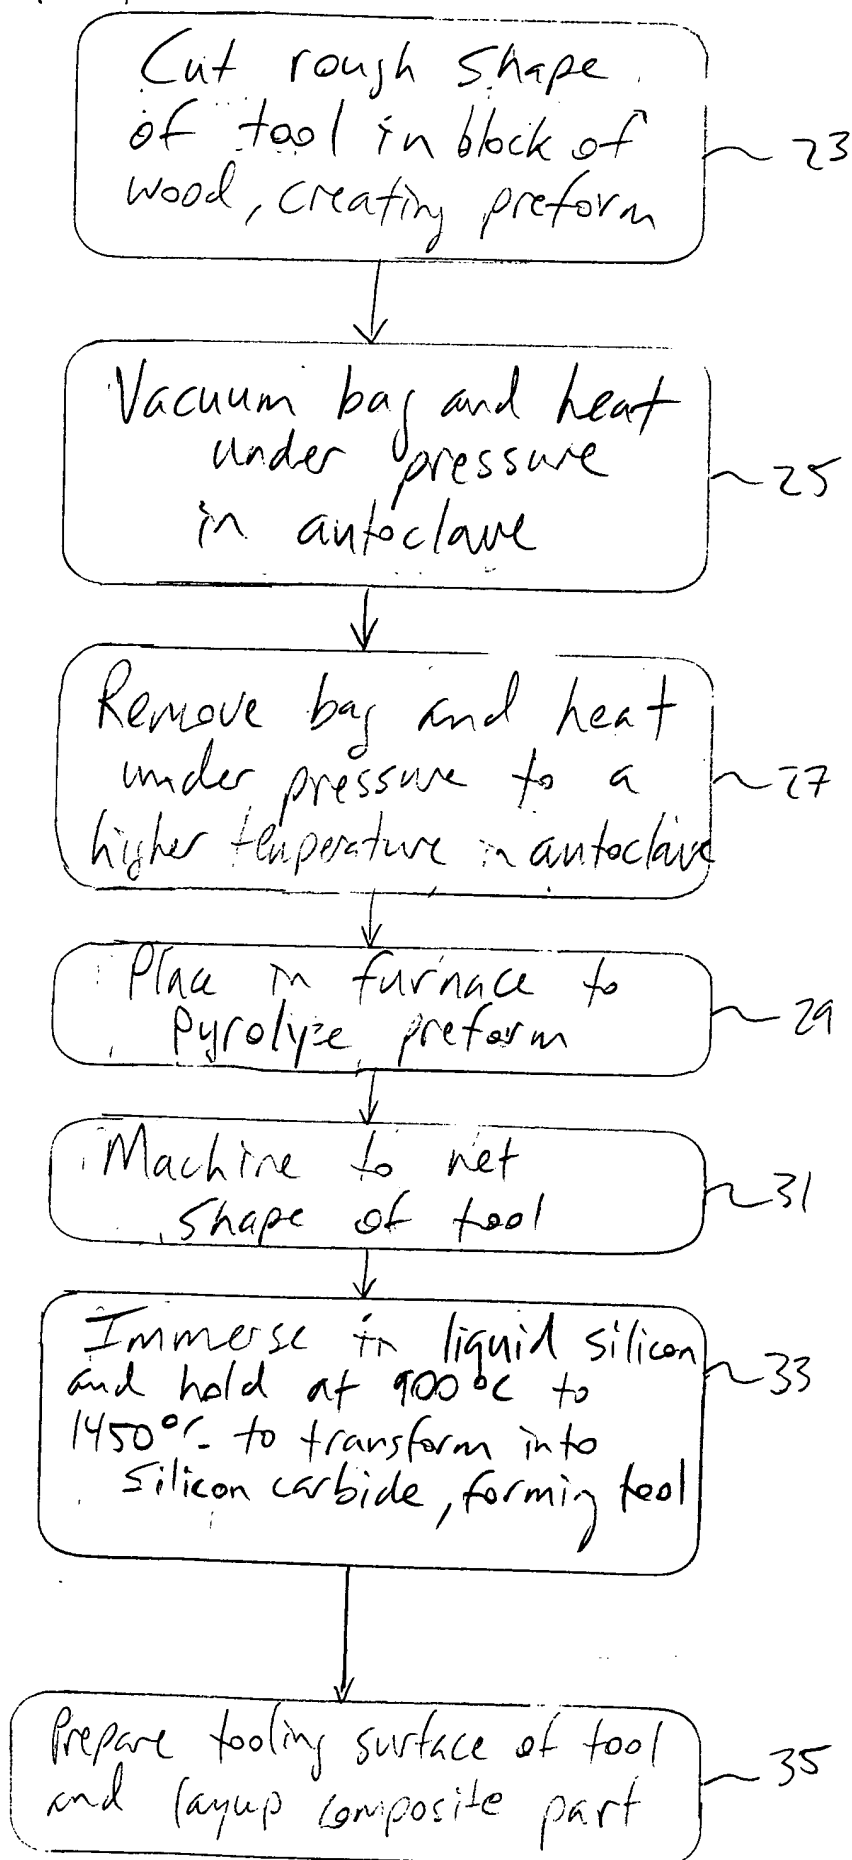 Cut rough shape
of tool in block of
wood, creating preform
23
Vacuum bag and heat
under pressure
in autoclave
25
Remove bag and heat
under pressure to a
higher temperature in autoclave
27
Place in furnace to
pyrolyze preform
29
Machine to net
shape of tool
31
Immerse in liquid silicon
and hold at 900°C to
1450°C to transform into
silicon carbide, forming tool
33
Prepare tooling surface of tool
and layup composite part
35